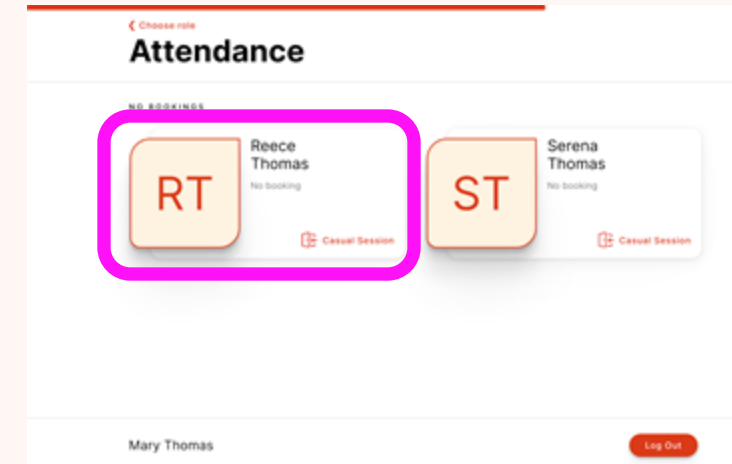 Choose role
Attendance
NO BOOKINGS
RT
Reece
Thomas
No booking
Casual Session
ST
Serena
Thomas
No booking
Casual Session
Mary Thomas
Log Out